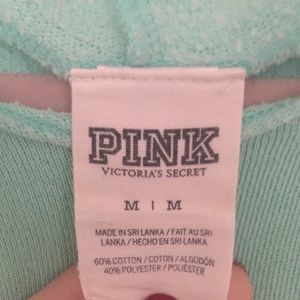 PINK
VICTORIA'S SECRET
M | M
MADE IN SRI LANKA / FAIT AU SRI
LANKA / HECHO EN SRI LANKA
60% COTTON / COTON / ALGODÓN
40% POLYESTER / POLIÉSTER